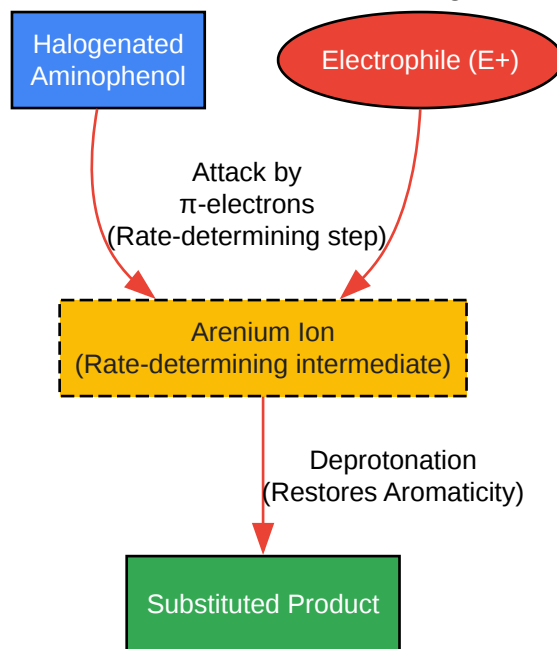 Halogenated
Aminophenol
Electrophile (E+)
Attack by
π-electrons
(Rate-determining step)
Arenium Ion
(Rate-determining intermediate)
Deprotonation
(Restores Aromaticity)
Substituted Product